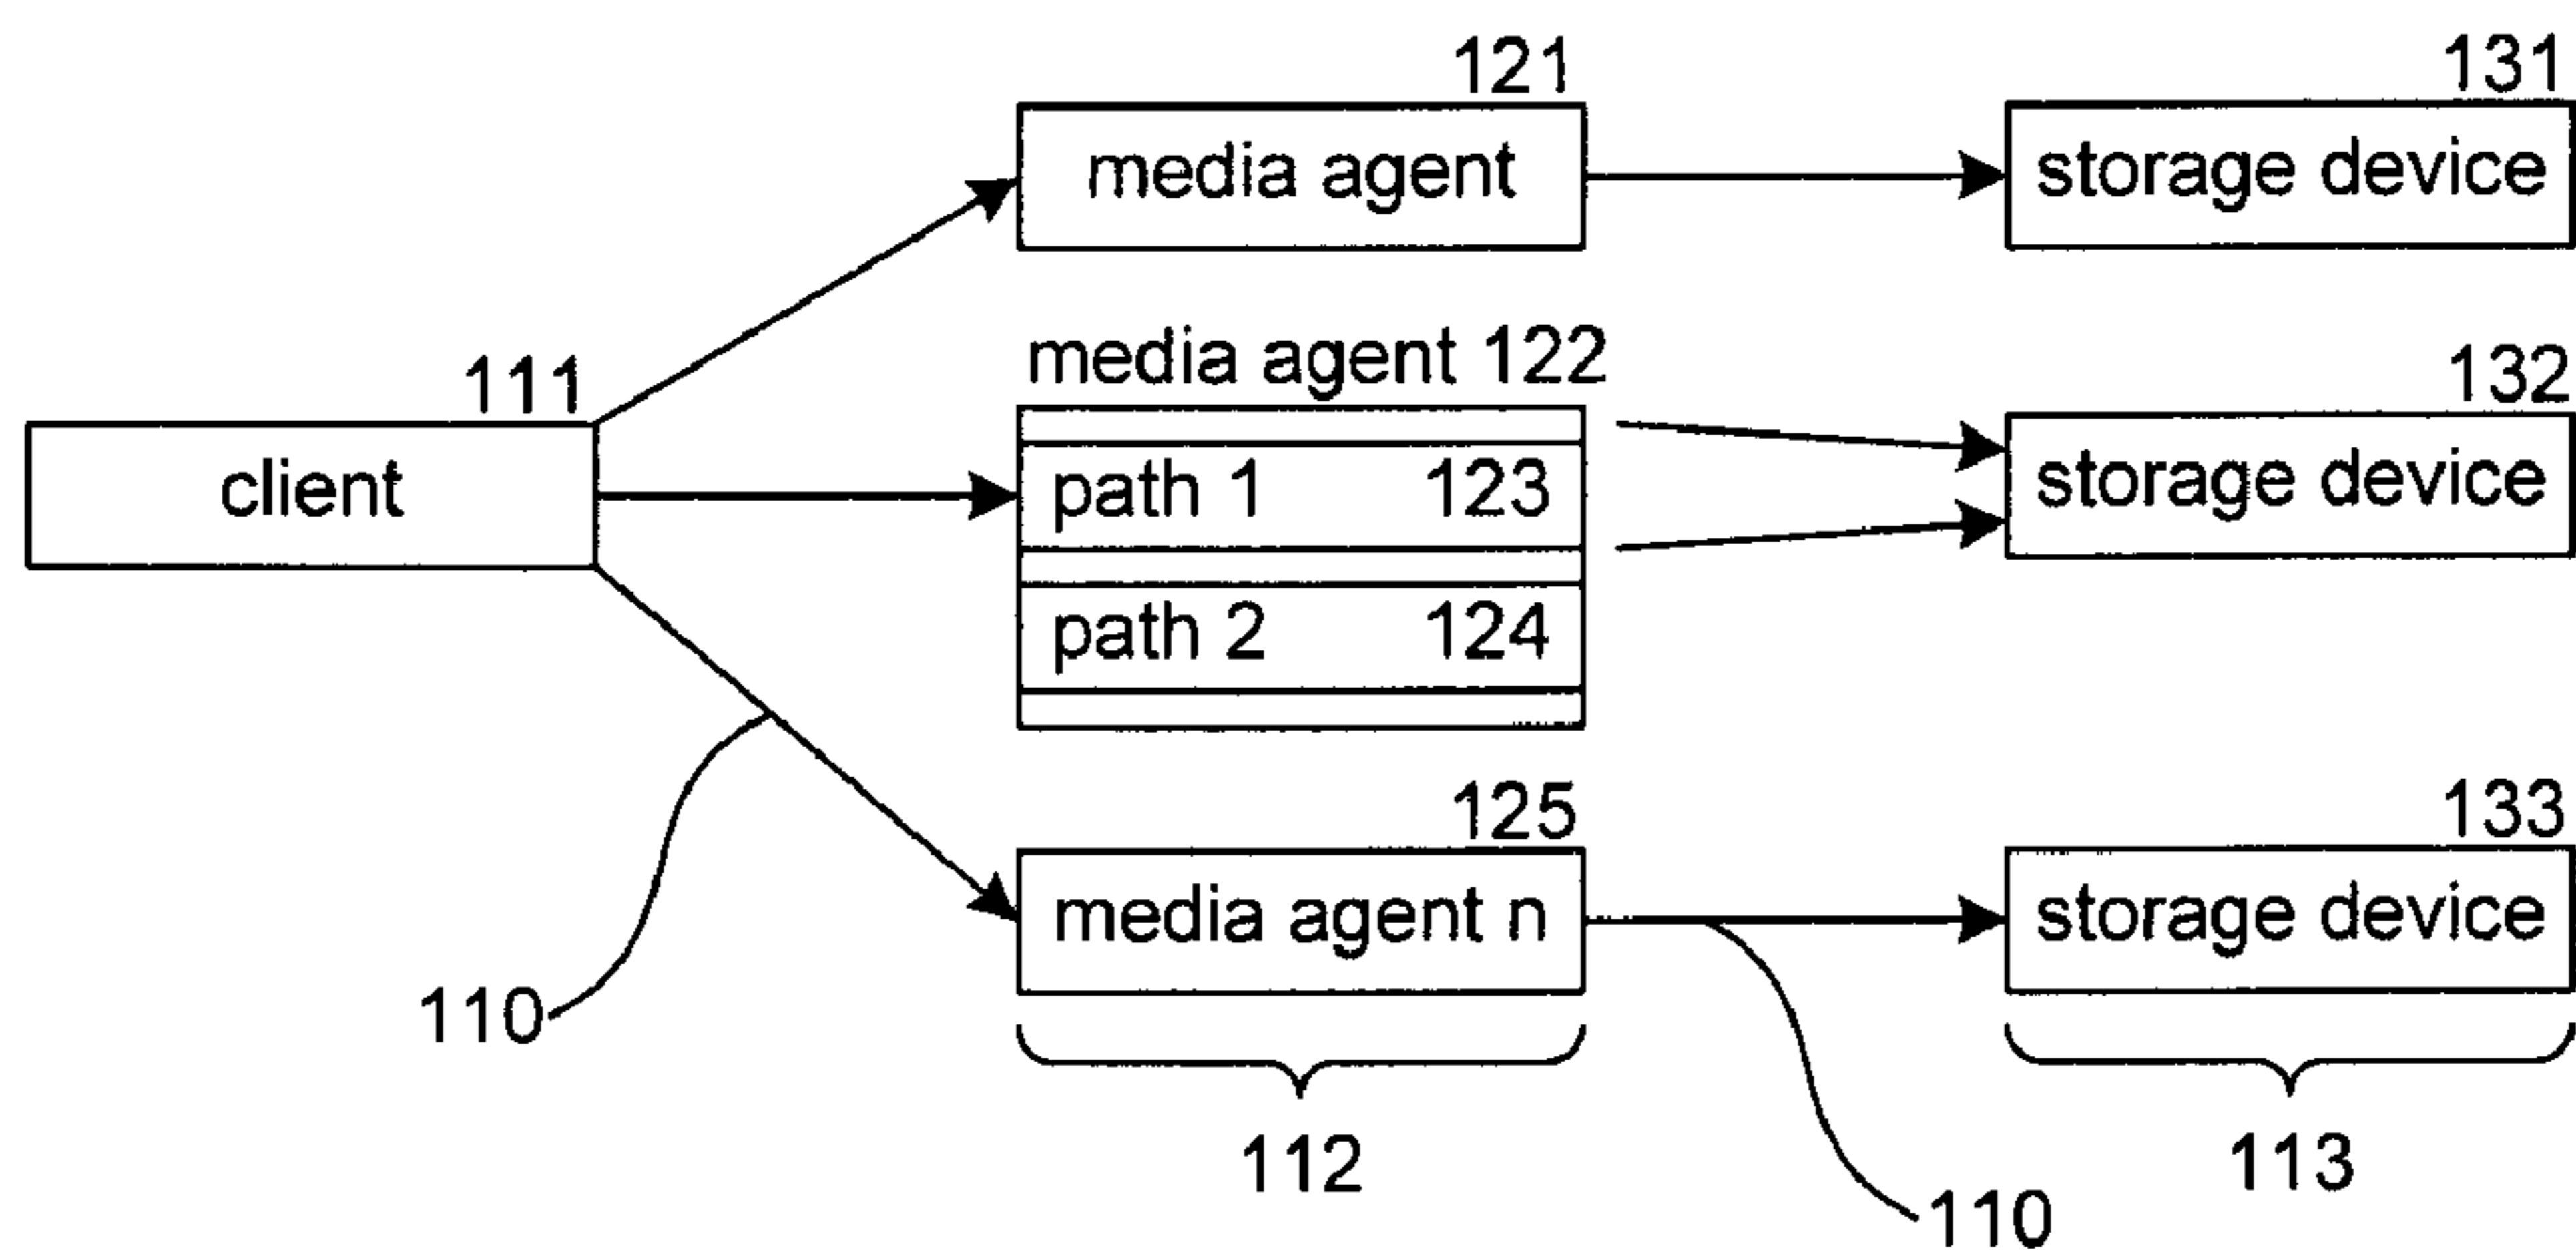 121
131
media agent
storage device
111
client
media agent 122
path 1 123
path 2 124
132
storage device
125
media agent n
133
storage device
110
112
110
113